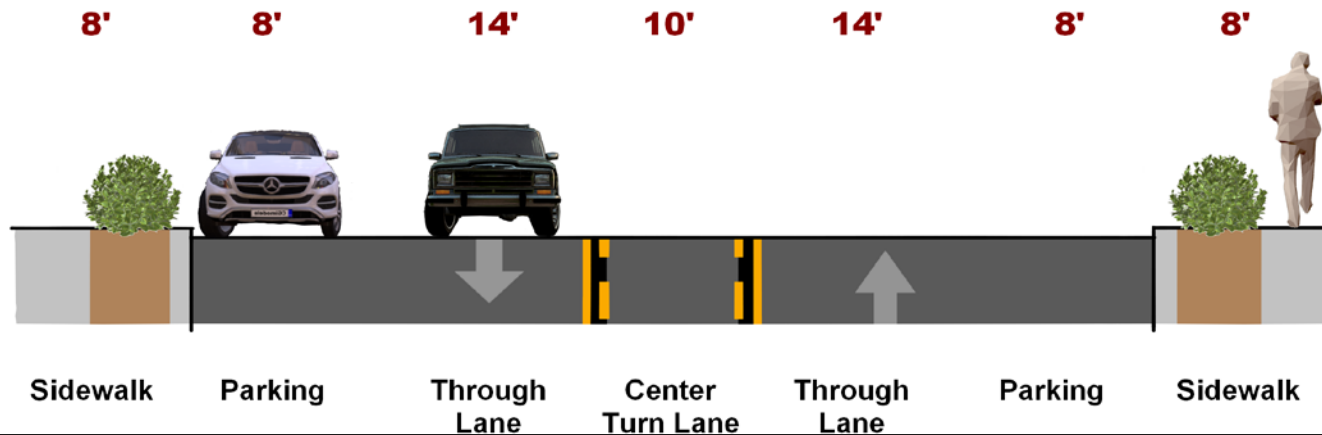 8' 8' 14' 10' 14' 8' 8'
Sidewalk Parking Through Center Through Parking Sidewalk
Lane Turn Lane Lane